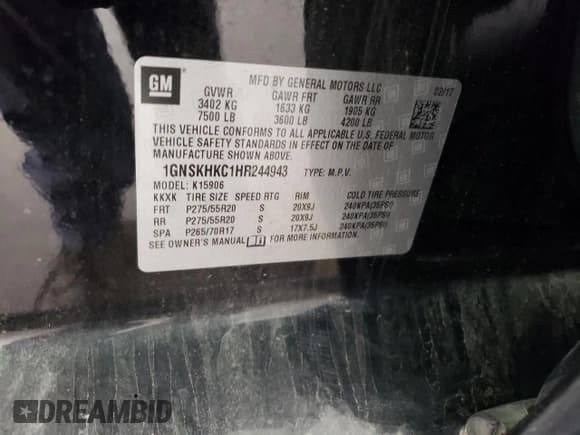 GM
MFD BY GENERAL MOTORS LLC
02/17
GVWR GAWR FRT GAWR RR
3402 KG 1633 KG 1905 KG
7500 LB 3600 LB 4200 LB
THIS VEHICLE CONFORMS TO ALL APPLICABLE U.S. FEDERAL MOTOR
VEHICLE SAFETY STANDARDS IN EFFECT ON THE DATE OF
MANUFACTURE SHOWN ABOVE.
1GNSKHKC1HR244943 TYPE: M.P.V.
MODEL: K15906
KKXK TIRE SIZE SPEED RTG RIM COLD TIRE PRESSURE
FRT P275/55R20 S 20X9J 240KPA(35PSI)
RR P275/55R20 S 20X9J 240KPA(35PSI)
SPA P265/70R17 S 17X7.5J 240KPA(35PSI)
SEE OWNER'S MANUAL FOR MORE INFORMATION.
DREAMBID